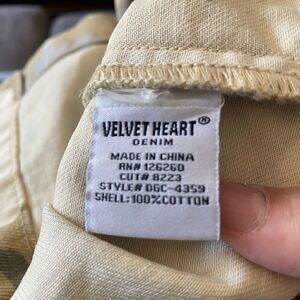 VELVET HEART®
DENIM
MADE IN CHINA
RN# 126260
CUT# 8223
STYLE# DGC-4359
SHELL:100%COTTON